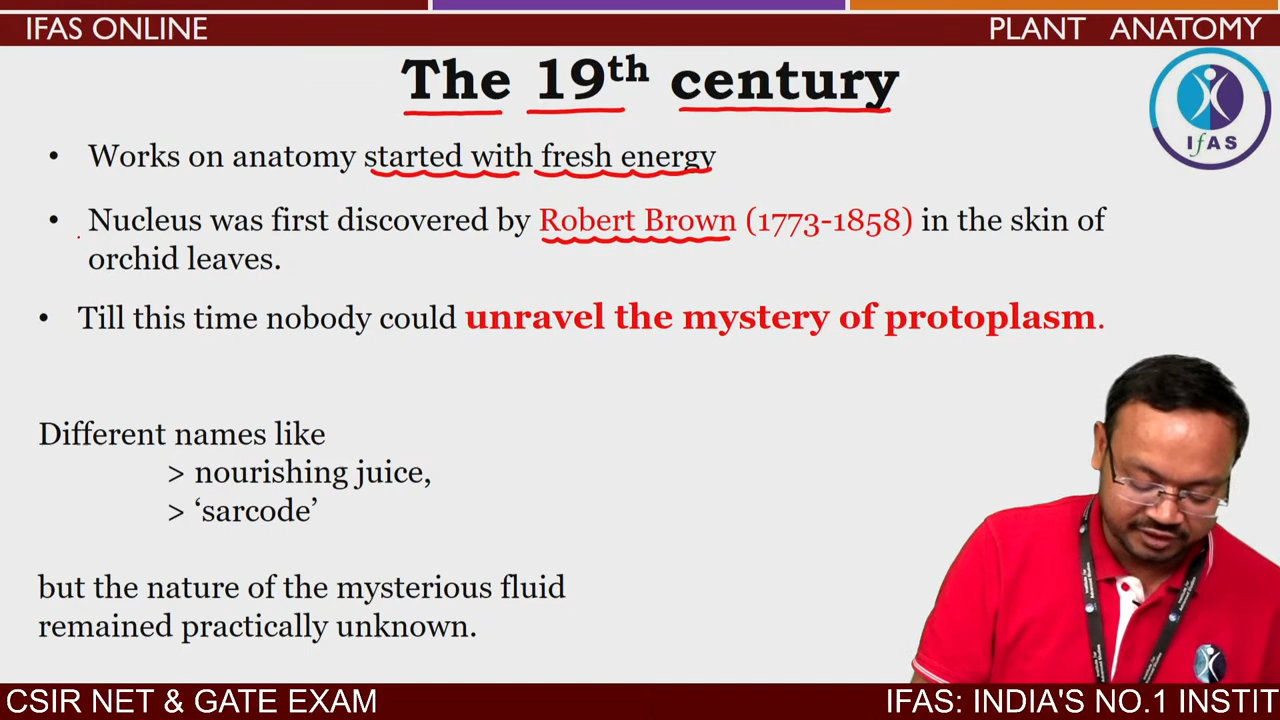 IFAS ONLINE
PLANT ANATOMY
The 19th century
IfAS
• Works on anatomy started with fresh energy
• Nucleus was first discovered by Robert Brown (1773-1858) in the skin of
orchid leaves.
• Till this time nobody could unravel the mystery of protoplasm.
Different names like
> nourishing juice,
> ‘sarcode’
but the nature of the mysterious fluid
remained practically unknown.
CSIR NET & GATE EXAM
IFAS: INDIA'S NO.1 INSTIT